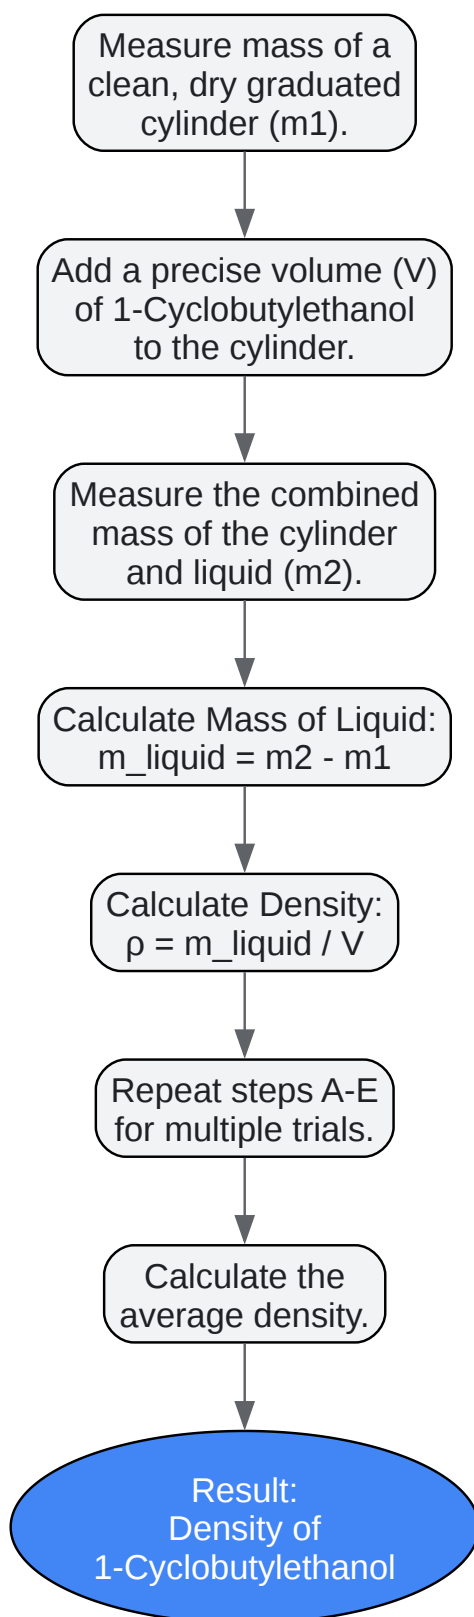 Measure mass of a
clean, dry graduated
cylinder (m1).
Add a precise volume (V)
of 1-Cyclobutylethanol
to the cylinder.
Measure the combined
mass of the cylinder
and liquid (m2).
Calculate Mass of Liquid:
m_liquid = m2 - m1
Calculate Density:
ρ = m_liquid / V
Repeat steps A-E
for multiple trials.
Calculate the
average density.
Result:
Density of
1-Cyclobutylethanol